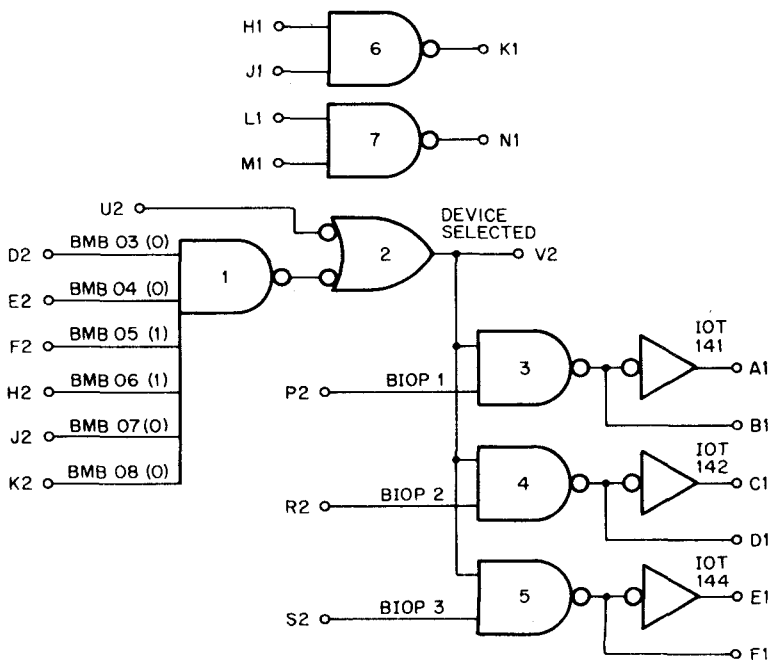 H1
6
K1
J1
L1
7
N1
M1
U2
DEVICE
SELECTED
D2
BMB 03 (0)
1
2
V2
E2
BMB 04 (0)
F2
BMB 05 (1)
H2
BMB 06 (1)
J2
BMB 07 (0)
K2
BMB 08 (0)
P2
BIOP 1
3
IOT
141
A1
B1
R2
BIOP 2
4
IOT
142
C1
D1
S2
BIOP 3
5
IOT
144
E1
F1